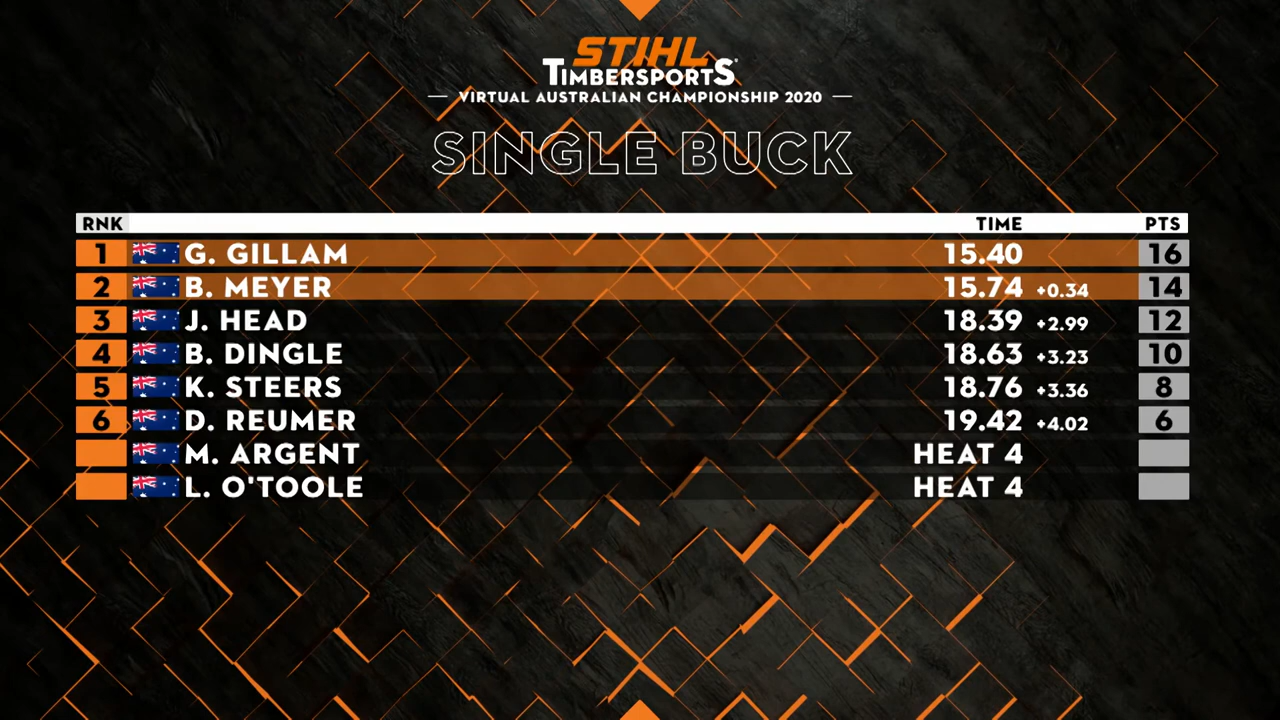 STIHL
TIMBERSPORTS®
VIRTUAL AUSTRALIAN CHAMPIONSHIP 2020
SINGLE BUCK
RNK TIME PTS
1 G. GILLAM 15.40 16
2 B. MEYER 15.74 +0.34 14
3 J. HEAD 18.39 +2.99 12
4 B. DINGLE 18.63 +3.23 10
5 K. STEERS 18.76 +3.36 8
6 D. REUMER 19.42 +4.02 6
M. ARGENT HEAT 4
L. O'TOOLE HEAT 4